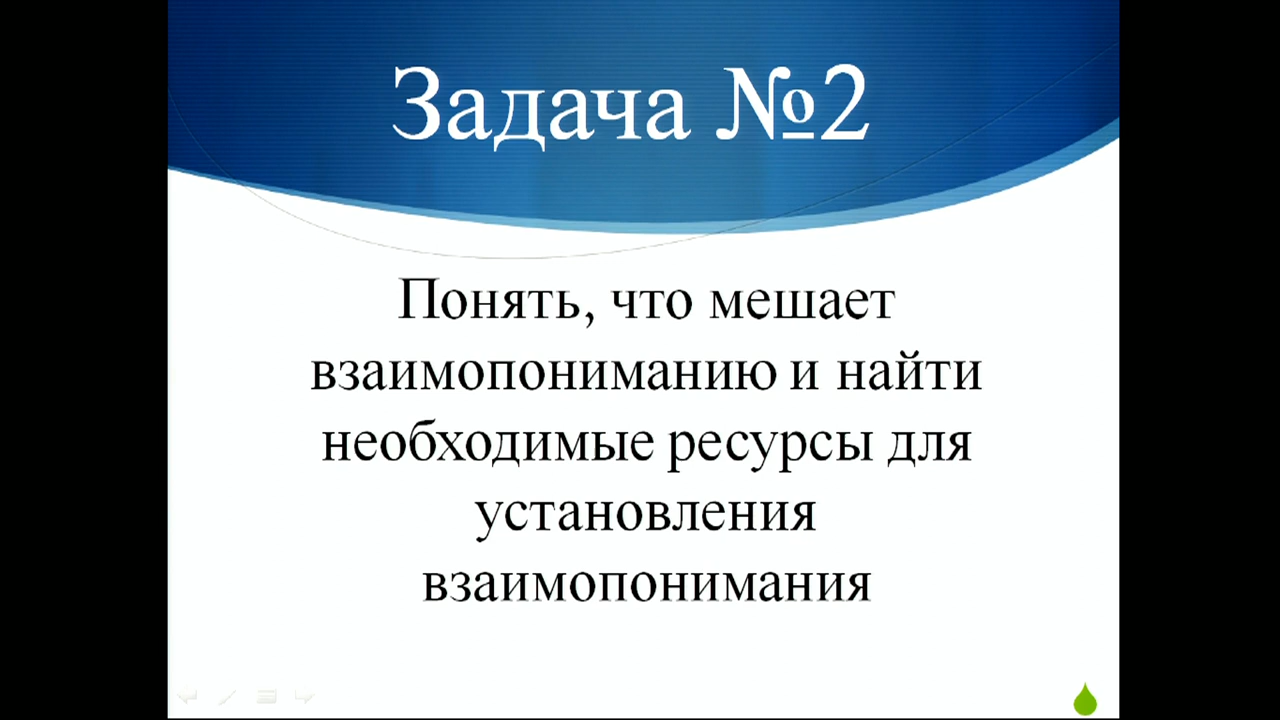 Задача №2
Понять, что мешает
взаимопониманию и найти
необходимые ресурсы для
установления
взаимопонимания